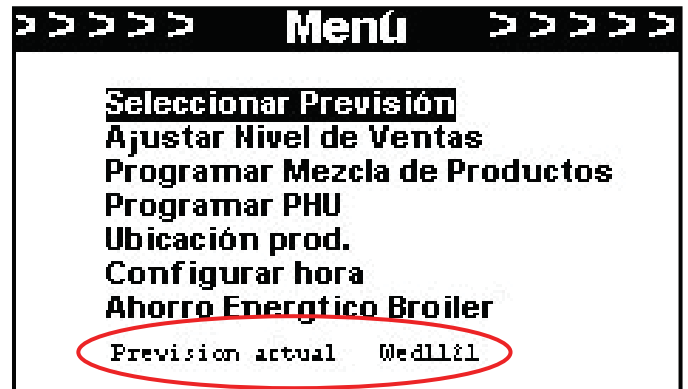 >>>>> Menú >>>>>
Seleccionar Previsión
Ajustar Nivel de Ventas
Programar Mezcla de Productos
Programar PHU
Ubicación prod.
Configurar hora
Ahorro Energtico Broiler
Prevision actual